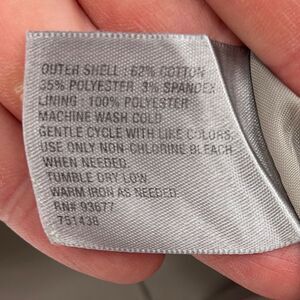 OUTER SHELL : 62% COTTON
35% POLYESTER 3% SPANDEX
LINING : 100% POLYESTER
MACHINE WASH COLD
GENTLE CYCLE WITH LIKE COLORS.
USE ONLY NON-CHLORINE BLEACH
WHEN NEEDED.
TUMBLE DRY LOW
WARM IRON AS NEEDED.
RN# 93677
751438